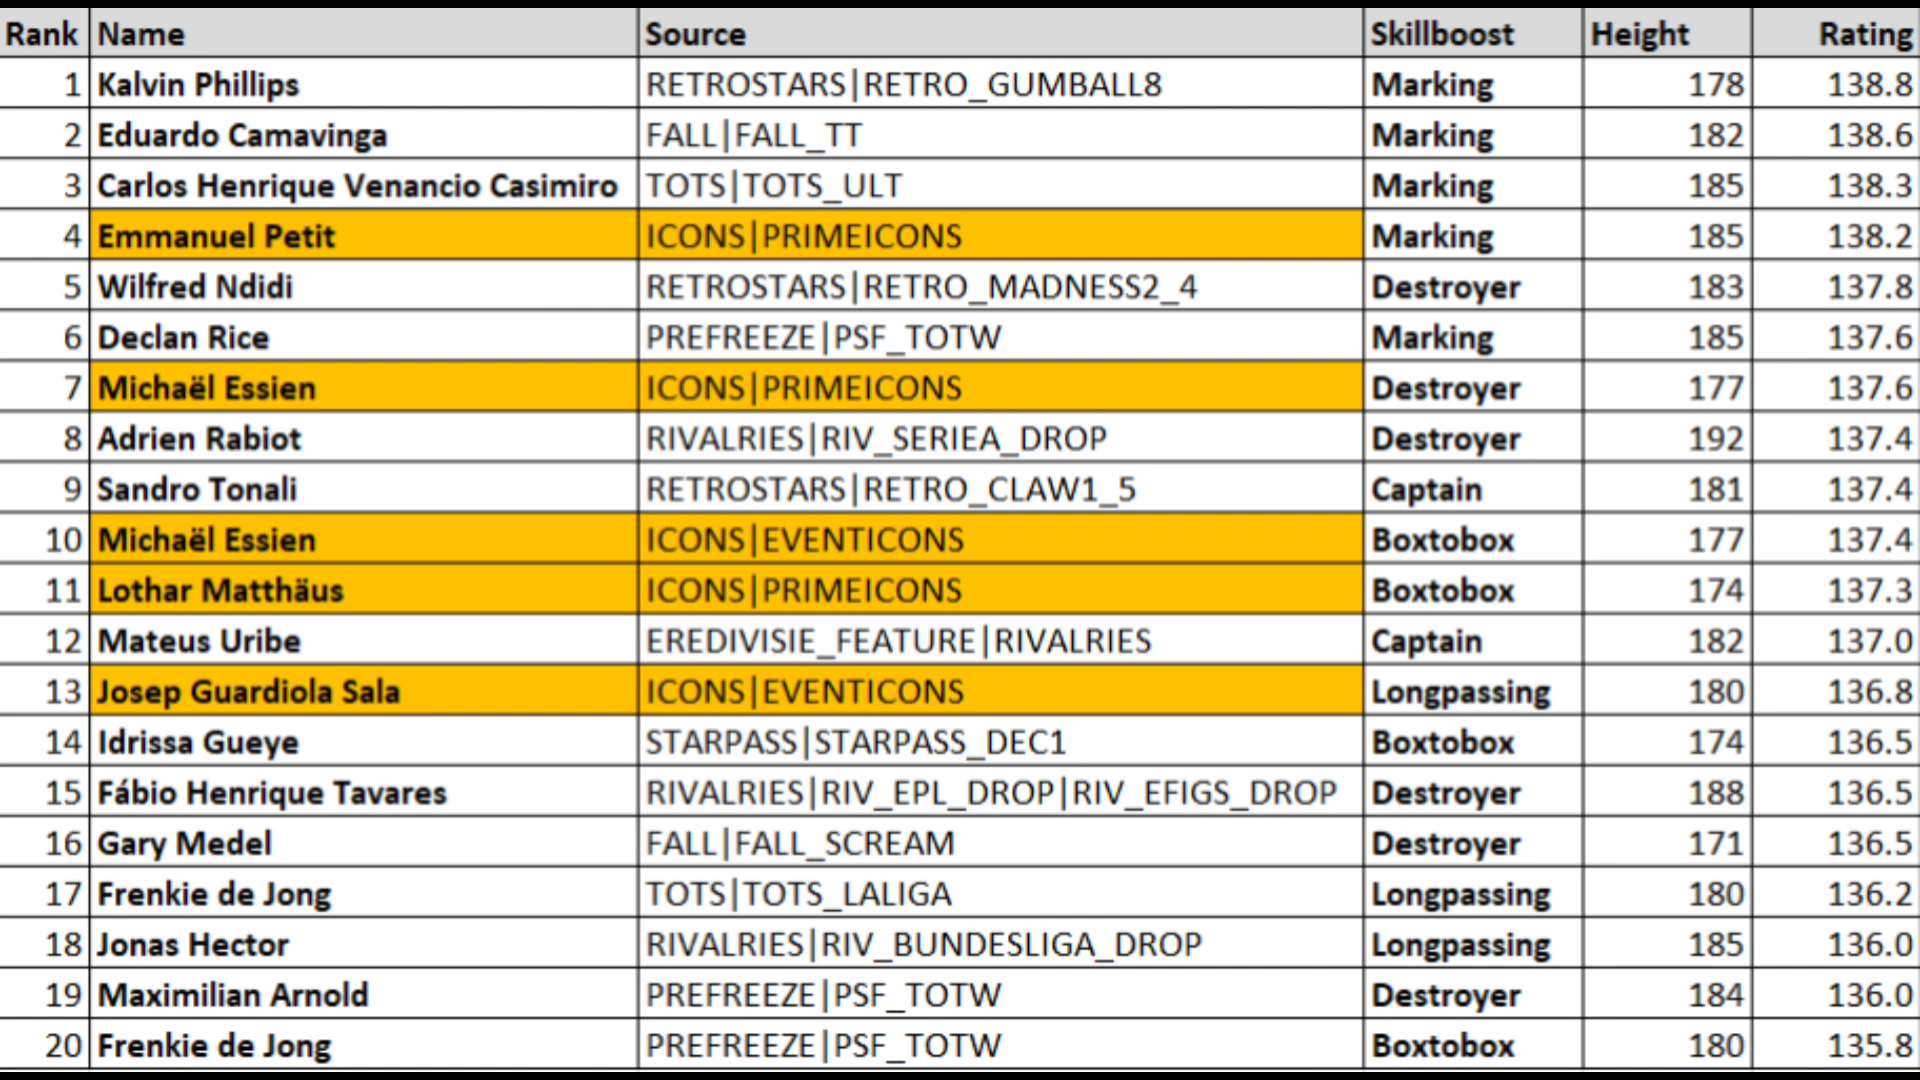 Rank Name Source Skillboost Height Rating
1 Kalvin Phillips RETROSTARS|RETRO_GUMBALL8 Marking 178 138.8
2 Eduardo Camavinga FALL|FALL_TT Marking 182 138.6
3 Carlos Henrique Venancio Casimiro TOTS|TOTS_ULT Marking 185 138.3
4 Emmanuel Petit ICONS|PRIMEICONS Marking 185 138.2
5 Wilfred Ndidi RETROSTARS|RETRO_MADNESS2_4 Destroyer 183 137.8
6 Declan Rice PREFREEZE|PSF_TOTW Marking 185 137.6
7 Michaël Essien ICONS|PRIMEICONS Destroyer 177 137.6
8 Adrien Rabiot RIVALRIES|RIV_SERIEA_DROP Destroyer 192 137.4
9 Sandro Tonali RETROSTARS|RETRO_CLAW1_5 Captain 181 137.4
10 Michaël Essien ICONS|EVENTICONS Boxtobox 177 137.4
11 Lothar Matthäus ICONS|PRIMEICONS Boxtobox 174 137.3
12 Mateus Uribe EREDIVISIE_FEATURE|RIVALRIES Captain 182 137.0
13 Josep Guardiola Sala ICONS|EVENTICONS Longpassing 180 136.8
14 Idrissa Gueye STARPASS|STARPASS_DEC1 Boxtobox 174 136.5
15 Fábio Henrique Tavares RIVALRIES|RIV_EPL_DROP|RIV_EFIGS_DROP Destroyer 188 136.5
16 Gary Medel FALL|FALL_SCREAM Destroyer 171 136.5
17 Frenkie de Jong TOTS|TOTS_LALIGA Longpassing 180 136.2
18 Jonas Hector RIVALRIES|RIV_BUNDESLIGA_DROP Longpassing 185 136.0
19 Maximilian Arnold PREFREEZE|PSF_TOTW Destroyer 184 136.0
20 Frenkie de Jong PREFREEZE|PSF_TOTW Boxtobox 180 135.8